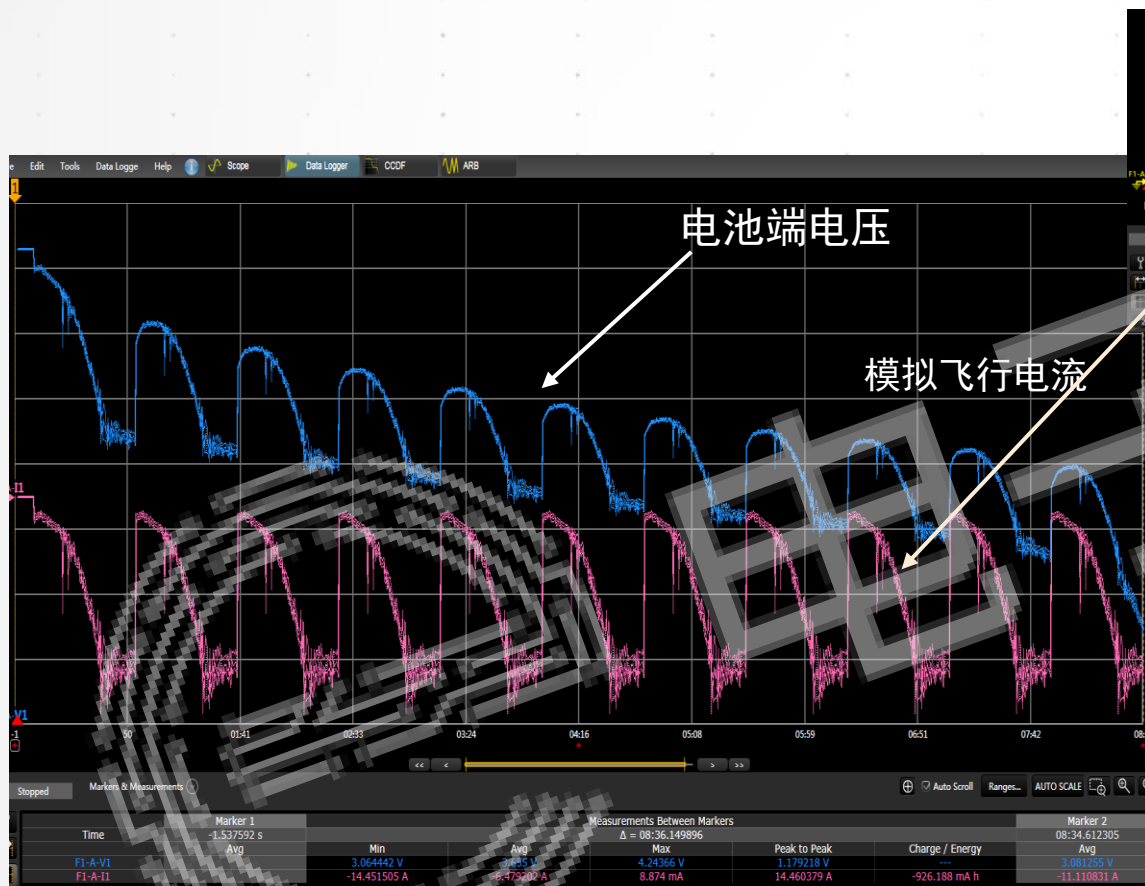 e Edit Tools Data Logge Help Scope Data Logger CCDF ARB
F1-A
1
电池端电压
模拟飞行电流
I1
V1
-1 50 01:41 02:33 03:24 04:16 05:08 05:59 06:51 07:42 08:
<< < > >>
Stopped Markers & Measurements Auto Scroll Ranges... AUTO SCALE
Marker 1 Measurements Between Markers Marker 2
Time -1.537592 s Δ = 08:36.149896 08:34.612305
Avg Min Avg Max Peak to Peak Charge / Energy Avg
F1-A-V1 3.064442 V 4.24366 V 1.179218 V --- 3.081255 V
F1-A-I1 -14.451505 A -6.479202 A 8.874 mA 14.460379 A -926.188 mA h -11.110831 A